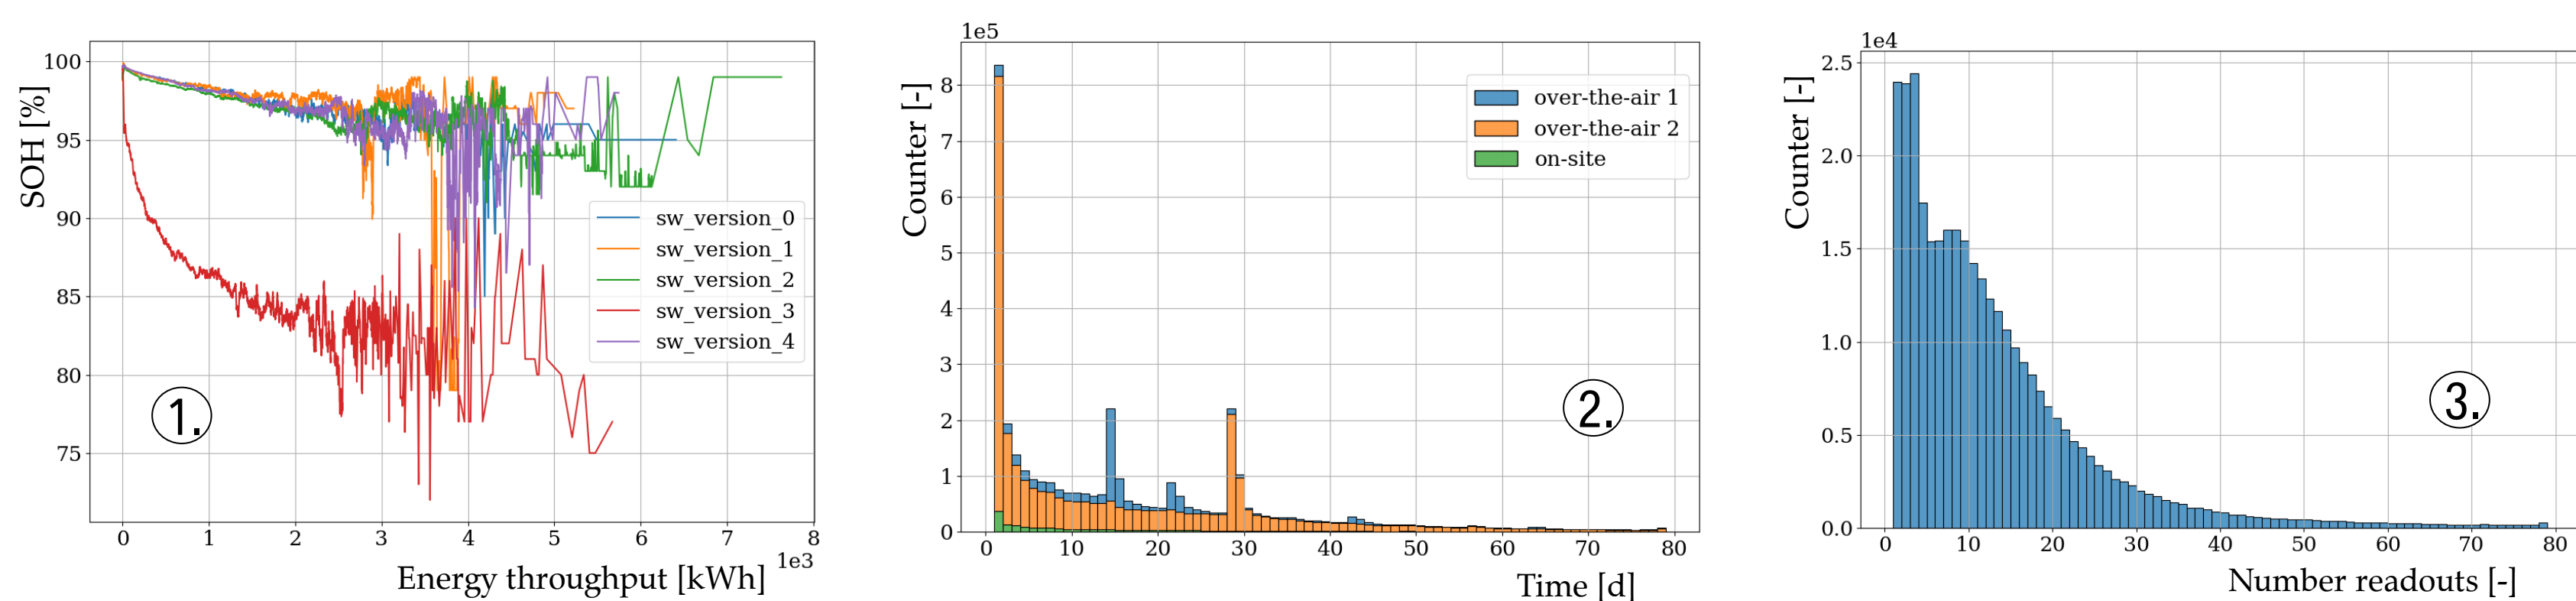 100
95
90
85
80
75
SOH [%]
sw_version_0
sw_version_1
sw_version_2
sw_version_3
sw_version_4
1.
0 1 2 3 4 5 6 7 8
1e3
Energy throughput [kWh]
1e5
8
7
6
5
4
3
2
1
0
Counter [-]
over-the-air 1
over-the-air 2
on-site
2.
0 10 20 30 40 50 60 70 80
Time [d]
1e4
2.5
2.0
1.5
1.0
0.5
0.0
Counter [-]
3.
0 10 20 30 40 50 60 70 80
Number readouts [-]